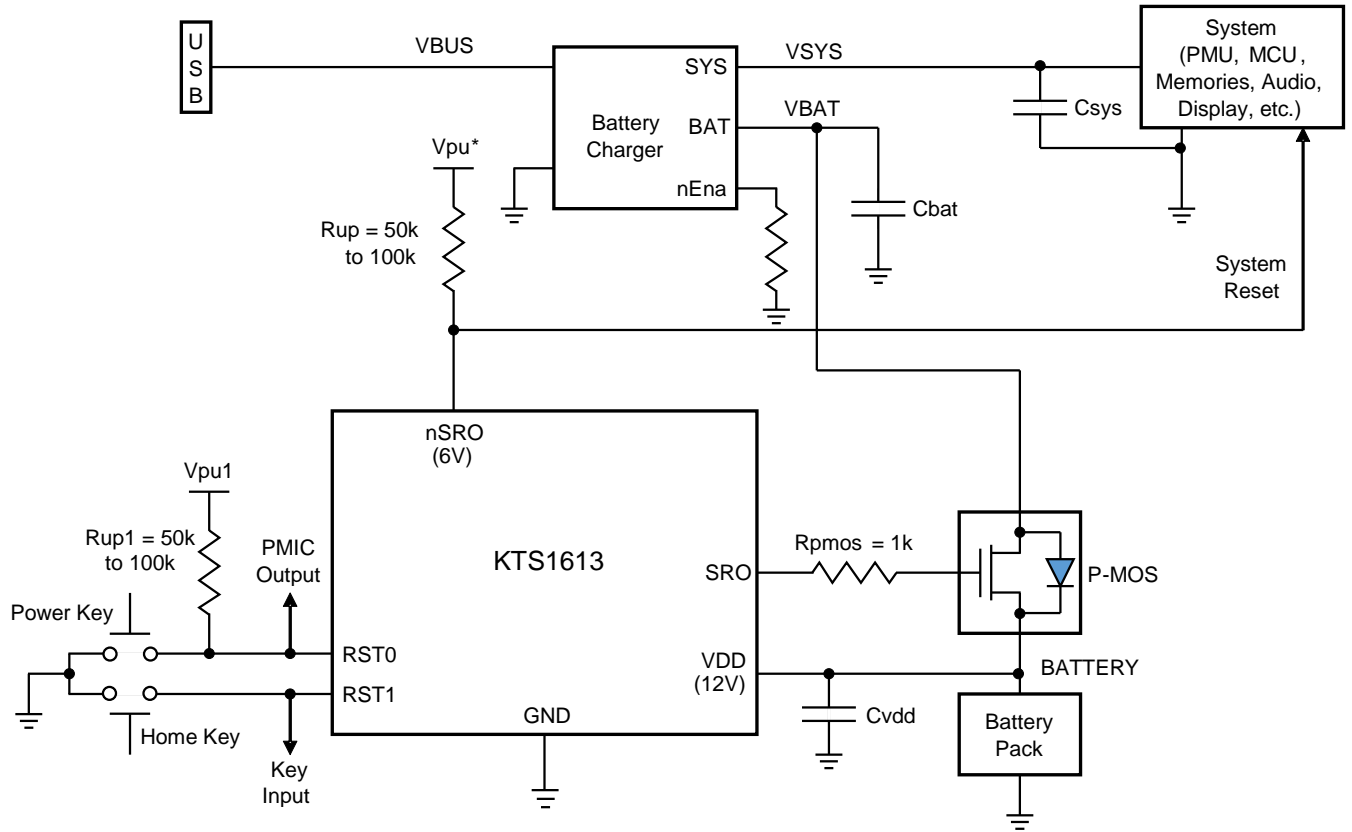 U
S
B
VBUS
SYS
VSYS
System
(PMU, MCU,
Memories, Audio,
Display, etc.)
Battery
Charger
BAT
VBAT
Csys
Vpu*
nEna
Cbat
Rup = 50k
to 100k
System
Reset
nSRO
(6V)
Vpu1
Rup1 = 50k
to 100k
PMIC
Output
KTS1613
Rpmos = 1k
SRO
P-MOS
Power Key
RST0
VDD
(12V)
BATTERY
RST1
Home Key
GND
Cvdd
Battery
Pack
Key
Input